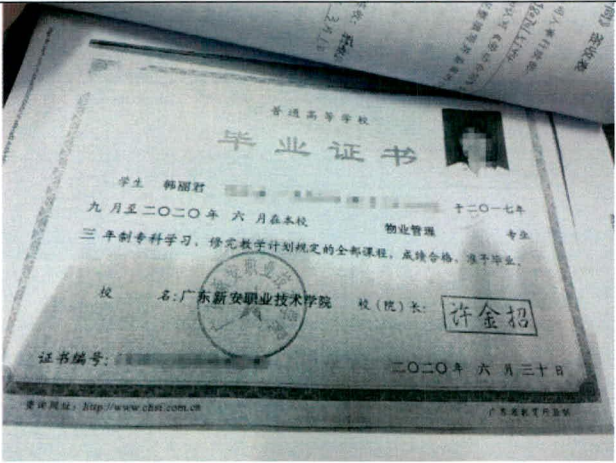 普通高等学校
毕业证书
学生 韩丽君 于二〇一七年
九 月至二〇二〇年 六 月在本校 物业管理 专业
三 年制专科学习，修完教学计划规定的全部课程，成绩合格，准予毕业。
校 名：广东新安职业技术学院 校（院）长：许金招
证书编号：
二〇二〇年 六 月 三十 日
查询网址：http://www.chsi.com.cn
广东省教育厅监制